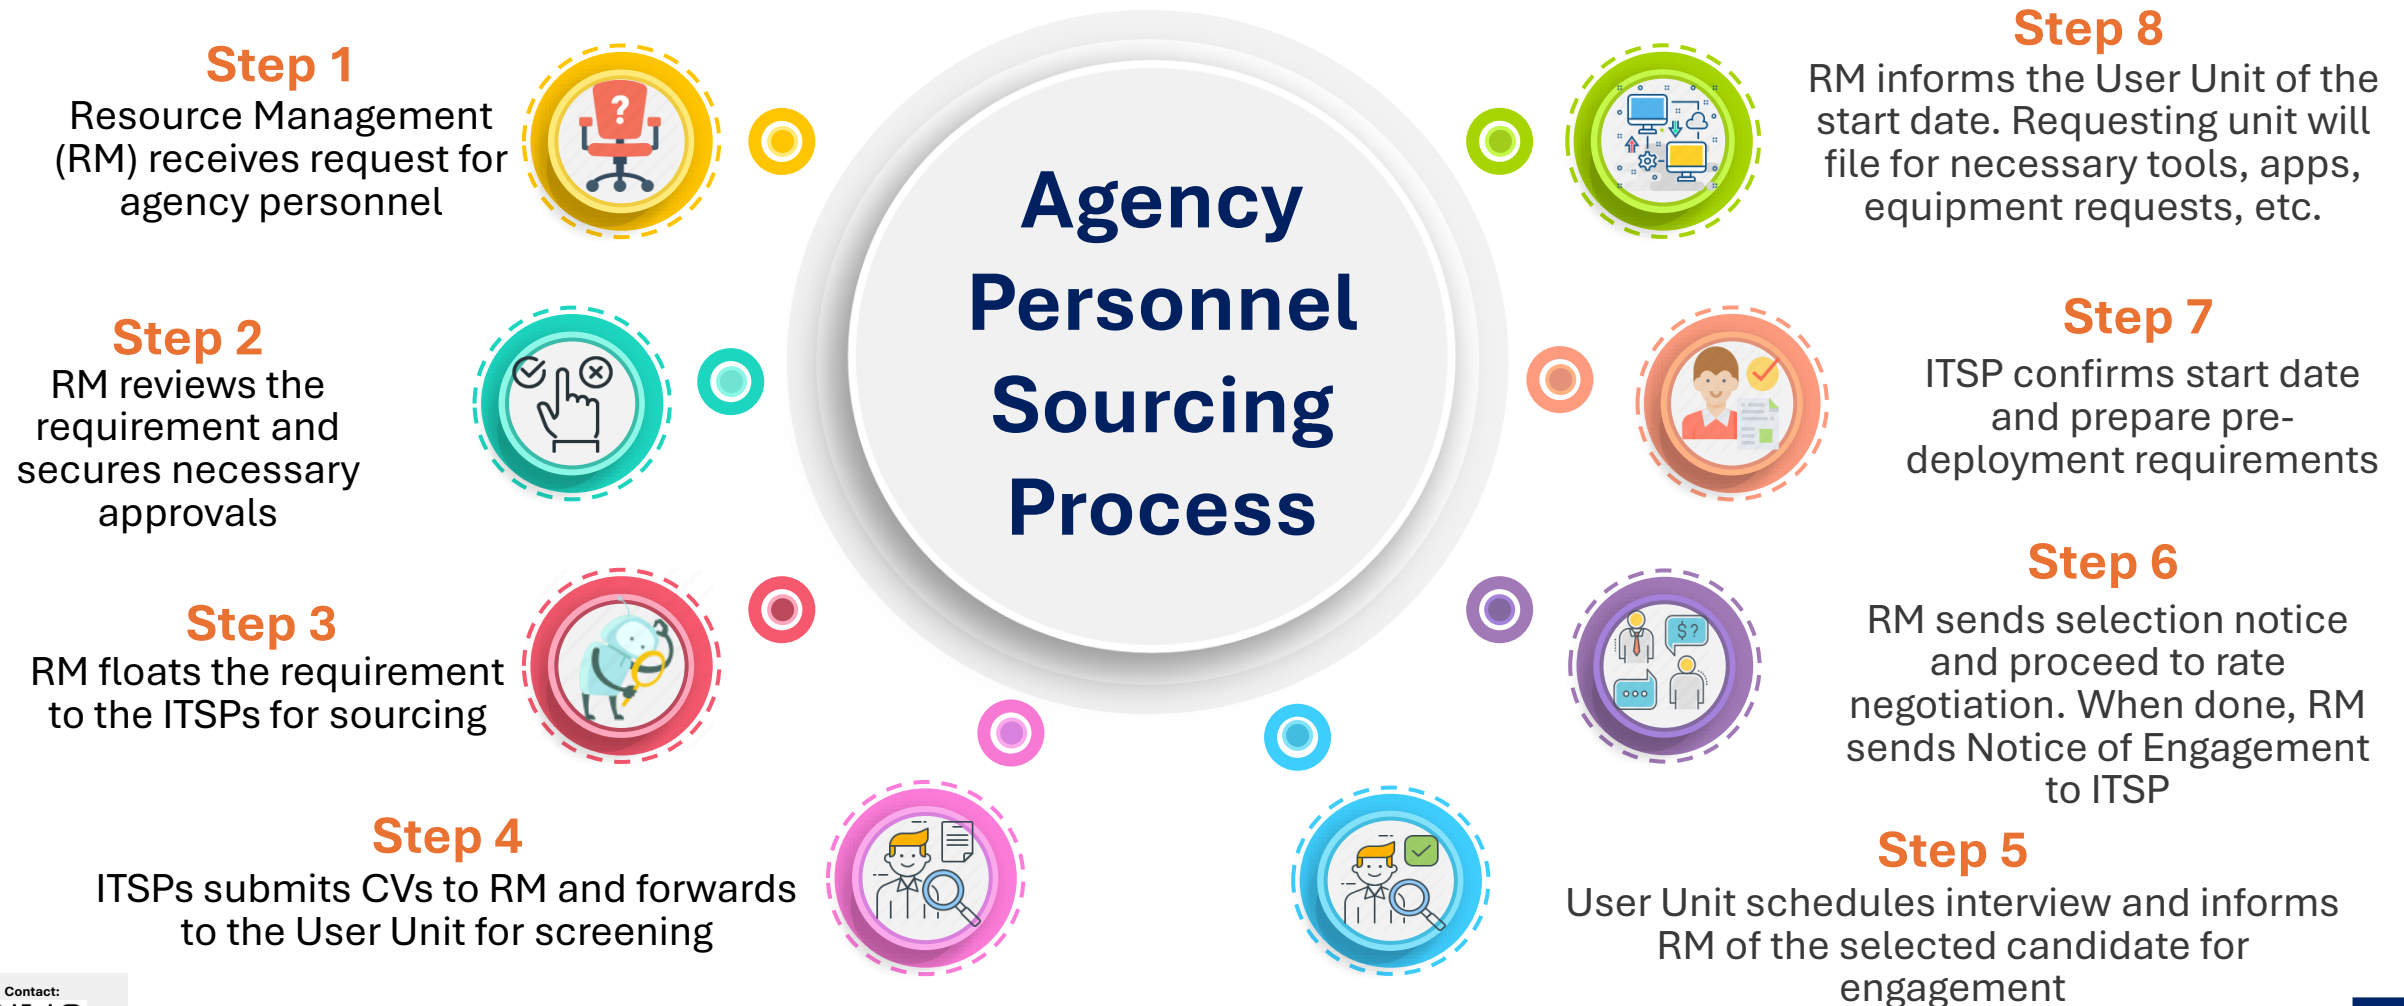 Step 1
Resource Management
(RM) receives request for
agency personnel
?
Step 2
RM reviews the
requirement and
secures necessary
approvals
Step 3
RM floats the requirement
to the ITSPs for sourcing
Step 4
ITSPs submits CVs to RM and forwards
to the User Unit for screening
Agency
Personnel
Sourcing
Process
Step 8
RM informs the User Unit of the
start date. Requesting unit will
file for necessary tools, apps,
equipment requests, etc.
Step 7
ITSP confirms start date
and prepare pre-
deployment requirements
Step 6
RM sends selection notice
and proceed to rate
negotiation. When done, RM
sends Notice of Engagement
to ITSP
$?
Step 5
User Unit schedules interview and informs
RM of the selected candidate for
engagement
Contact: